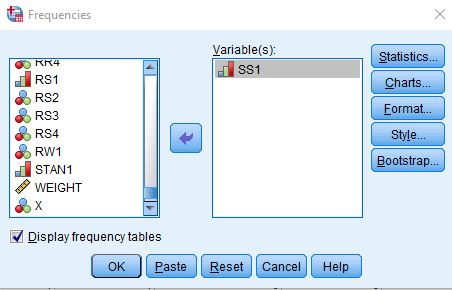 Frequencies
Variable(s):
RR4
RS1
RS2
RS3
RS4
RW1
STAN1
WEIGHT
X
SS1
Statistics...
Charts...
Format...
Style...
Bootstrap...
Display frequency tables
OK
Paste
Reset
Cancel
Help